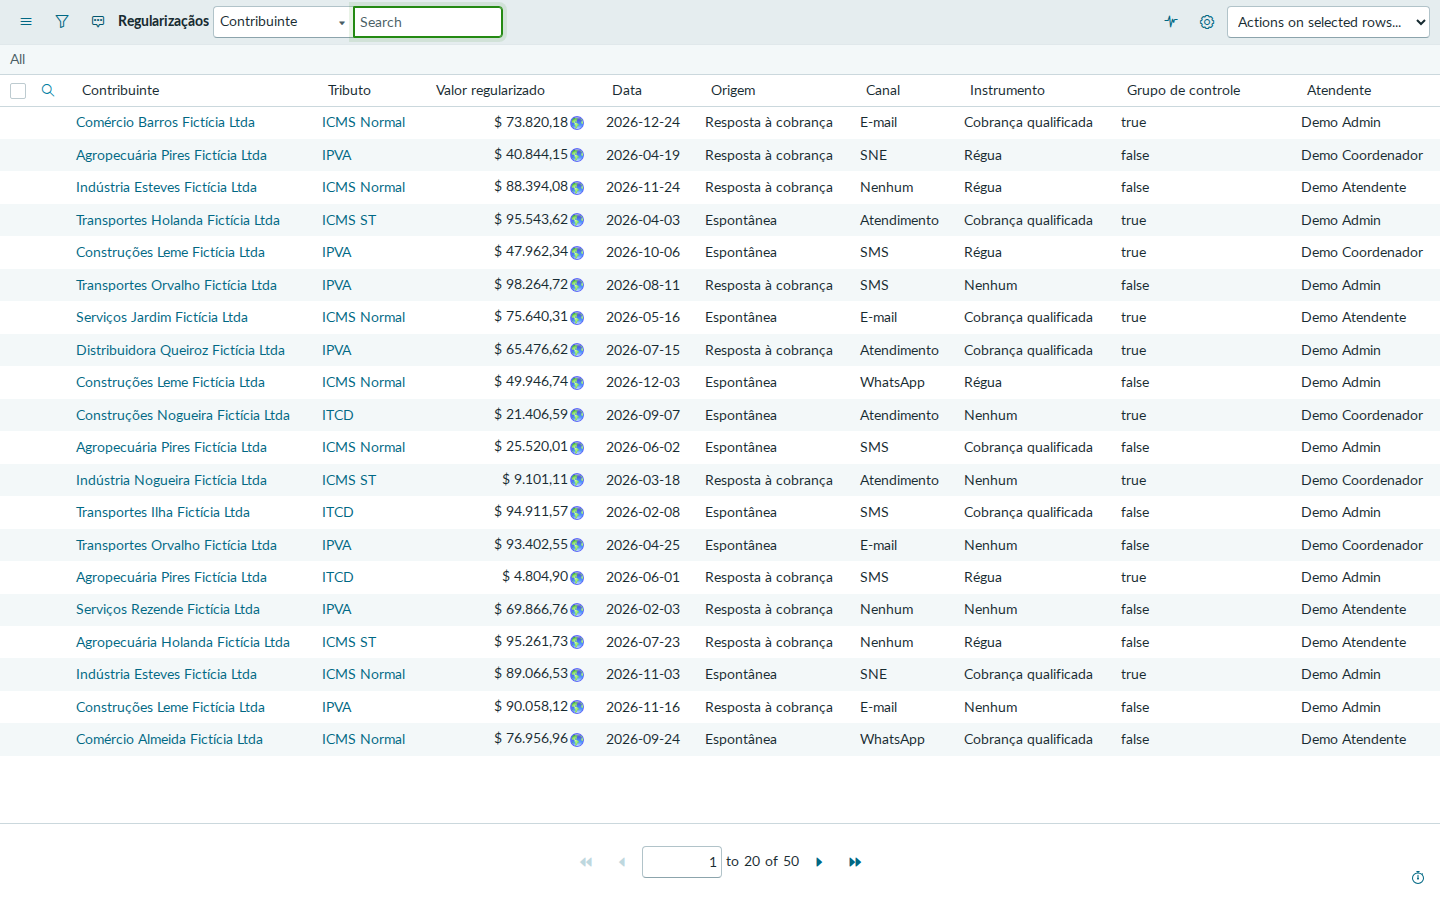 Regularizaçãos Contribuinte Search Actions on selected rows...
All
Contribuinte Tributo Valor regularizado Data Origem Canal Instrumento Grupo de controle Atendente
Comércio Barros Fictícia Ltda ICMS Normal $ 73.820,18 2026-12-24 Resposta à cobrança E-mail Cobrança qualificada true Demo Admin
Agropecuária Pires Fictícia Ltda IPVA $ 40.844,15 2026-04-19 Resposta à cobrança SNE Régua false Demo Coordenador
Indústria Esteves Fictícia Ltda ICMS Normal $ 88.394,08 2026-11-24 Resposta à cobrança Nenhum Régua false Demo Atendente
Transportes Holanda Fictícia Ltda ICMS ST $ 95.543,62 2026-04-03 Espontânea Atendimento Cobrança qualificada true Demo Admin
Construções Leme Fictícia Ltda IPVA $ 47.962,34 2026-10-06 Espontânea SMS Régua true Demo Coordenador
Transportes Orvalho Fictícia Ltda IPVA $ 98.264,72 2026-08-11 Resposta à cobrança SMS Nenhum false Demo Admin
Serviços Jardim Fictícia Ltda ICMS Normal $ 75.640,31 2026-05-16 Espontânea E-mail Cobrança qualificada true Demo Atendente
Distribuidora Queiroz Fictícia Ltda IPVA $ 65.476,62 2026-07-15 Resposta à cobrança Atendimento Cobrança qualificada true Demo Admin
Construções Leme Fictícia Ltda ICMS Normal $ 49.946,74 2026-12-03 Espontânea WhatsApp Régua false Demo Admin
Construções Nogueira Fictícia Ltda ITCD $ 21.406,59 2026-09-07 Espontânea Atendimento Nenhum true Demo Coordenador
Agropecuária Pires Fictícia Ltda ICMS Normal $ 25.520,01 2026-06-02 Espontânea SMS Cobrança qualificada false Demo Admin
Indústria Nogueira Fictícia Ltda ICMS ST $ 9.101,11 2026-03-18 Resposta à cobrança Atendimento Nenhum true Demo Coordenador
Transportes Ilha Fictícia Ltda ITCD $ 94.911,57 2026-02-08 Espontânea SMS Cobrança qualificada false Demo Admin
Transportes Orvalho Fictícia Ltda IPVA $ 93.402,55 2026-04-25 Espontânea E-mail Nenhum false Demo Coordenador
Agropecuária Pires Fictícia Ltda ITCD $ 4.804,90 2026-06-01 Resposta à cobrança SMS Régua true Demo Admin
Serviços Rezende Fictícia Ltda IPVA $ 69.866,76 2026-02-03 Resposta à cobrança Nenhum Nenhum false Demo Atendente
Agropecuária Holanda Fictícia Ltda ICMS ST $ 95.261,73 2026-07-23 Resposta à cobrança Nenhum Régua false Demo Atendente
Indústria Esteves Fictícia Ltda ICMS Normal $ 89.066,53 2026-11-03 Espontânea SNE Cobrança qualificada true Demo Admin
Construções Leme Fictícia Ltda IPVA $ 90.058,12 2026-11-16 Resposta à cobrança E-mail Nenhum false Demo Admin
Comércio Almeida Fictícia Ltda ICMS Normal $ 76.956,96 2026-09-24 Espontânea WhatsApp Cobrança qualificada false Demo Atendente
1 to 20 of 50